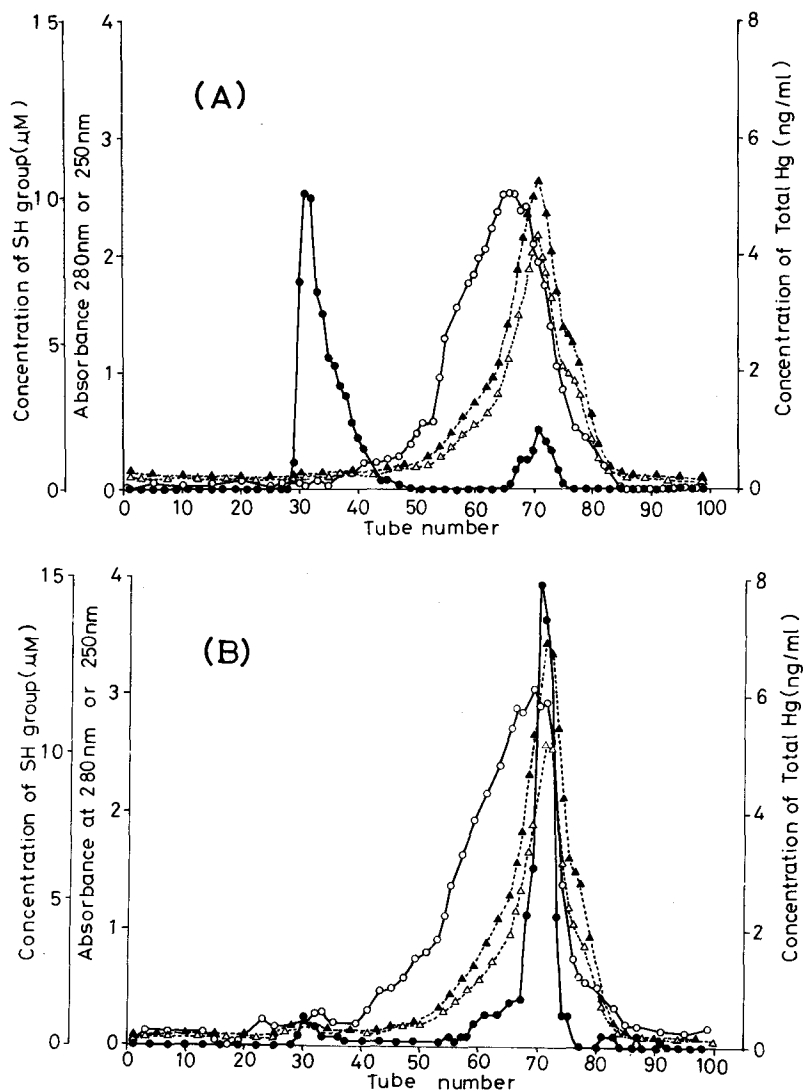 (A)
Concentration of SH group(μM)
15
10
5
0
Absorbance 280nm or 250nm
4
3
2
1
0
Concentration of Total Hg (ng/ml)
8
6
4
2
0
0 10 20 30 40 50 60 70 80 90 100
Tube number
(B)
Concentration of SH group(μM)
15
10
5
0
Absorbance at 280nm or 250nm
4
3
2
1
0
Concentration of Total Hg (ng/ml)
8
6
4
2
0
0 10 20 30 40 50 60 70 80 90 100
Tube number